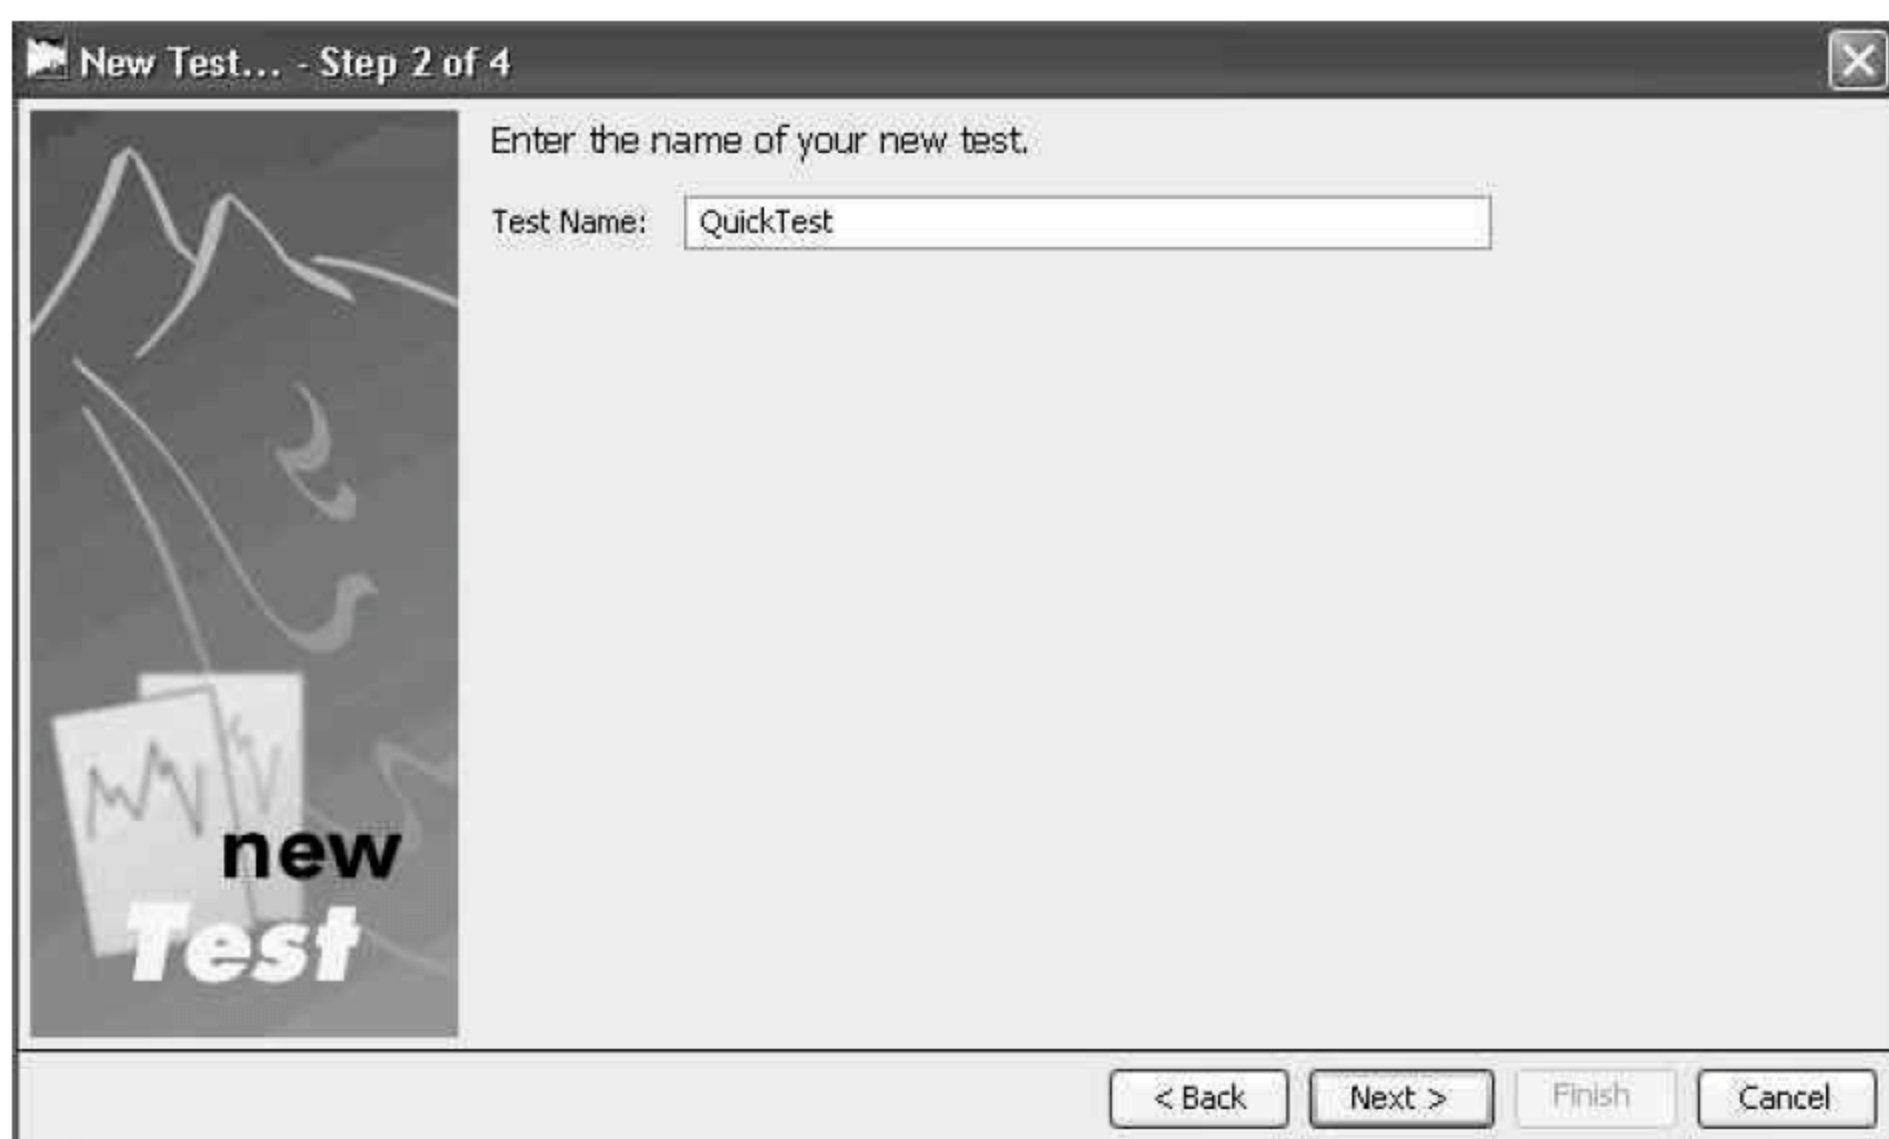 New Test... - Step 2 of 4
Enter the name of your new test.
Test Name: QuickTest
new
Test
< Back Next > Finish Cancel